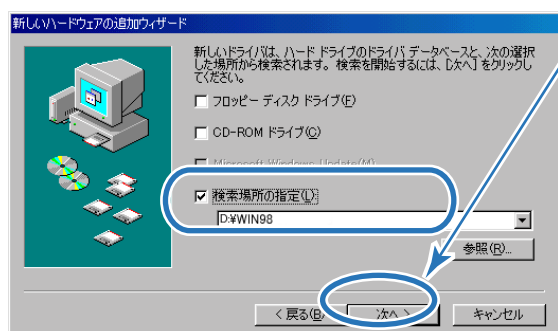 新しいハードウェアの追加ウィザード
新しいドライバは、ハード ドライブのドライバ データベースと、次の選択
した場所から検索されます。検索を開始するには、[次へ] をクリックし
てください。
フロッピー ディスク ドライブ(F)
CD-ROM ドライブ(C)
Microsoft Windows Update(M)
検索場所の指定(L)
D:¥WIN98
参照(R)...
< 戻る(B)
次へ >
キャンセル